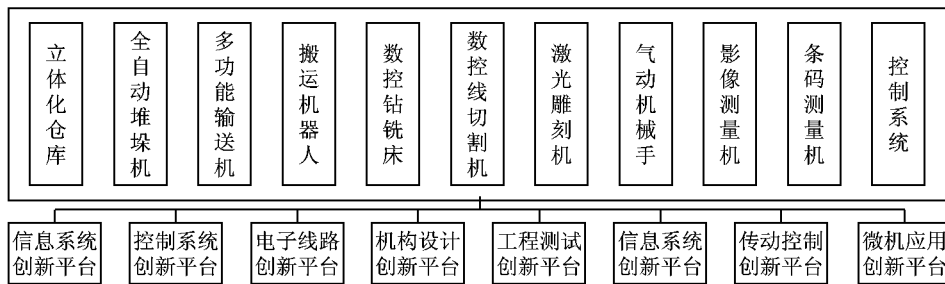 立体化仓库
全自动堆垛机
多功能输送机
搬运机器人
数控钻铣床
数控线切割机
激光雕刻机
气动机械手
影像测量机
条码测量机
控制系统
信息系统
创新平台
控制系统
创新平台
电子线路
创新平台
机构设计
创新平台
工程测试
创新平台
信息系统
创新平台
传动控制
创新平台
微机应用
创新平台